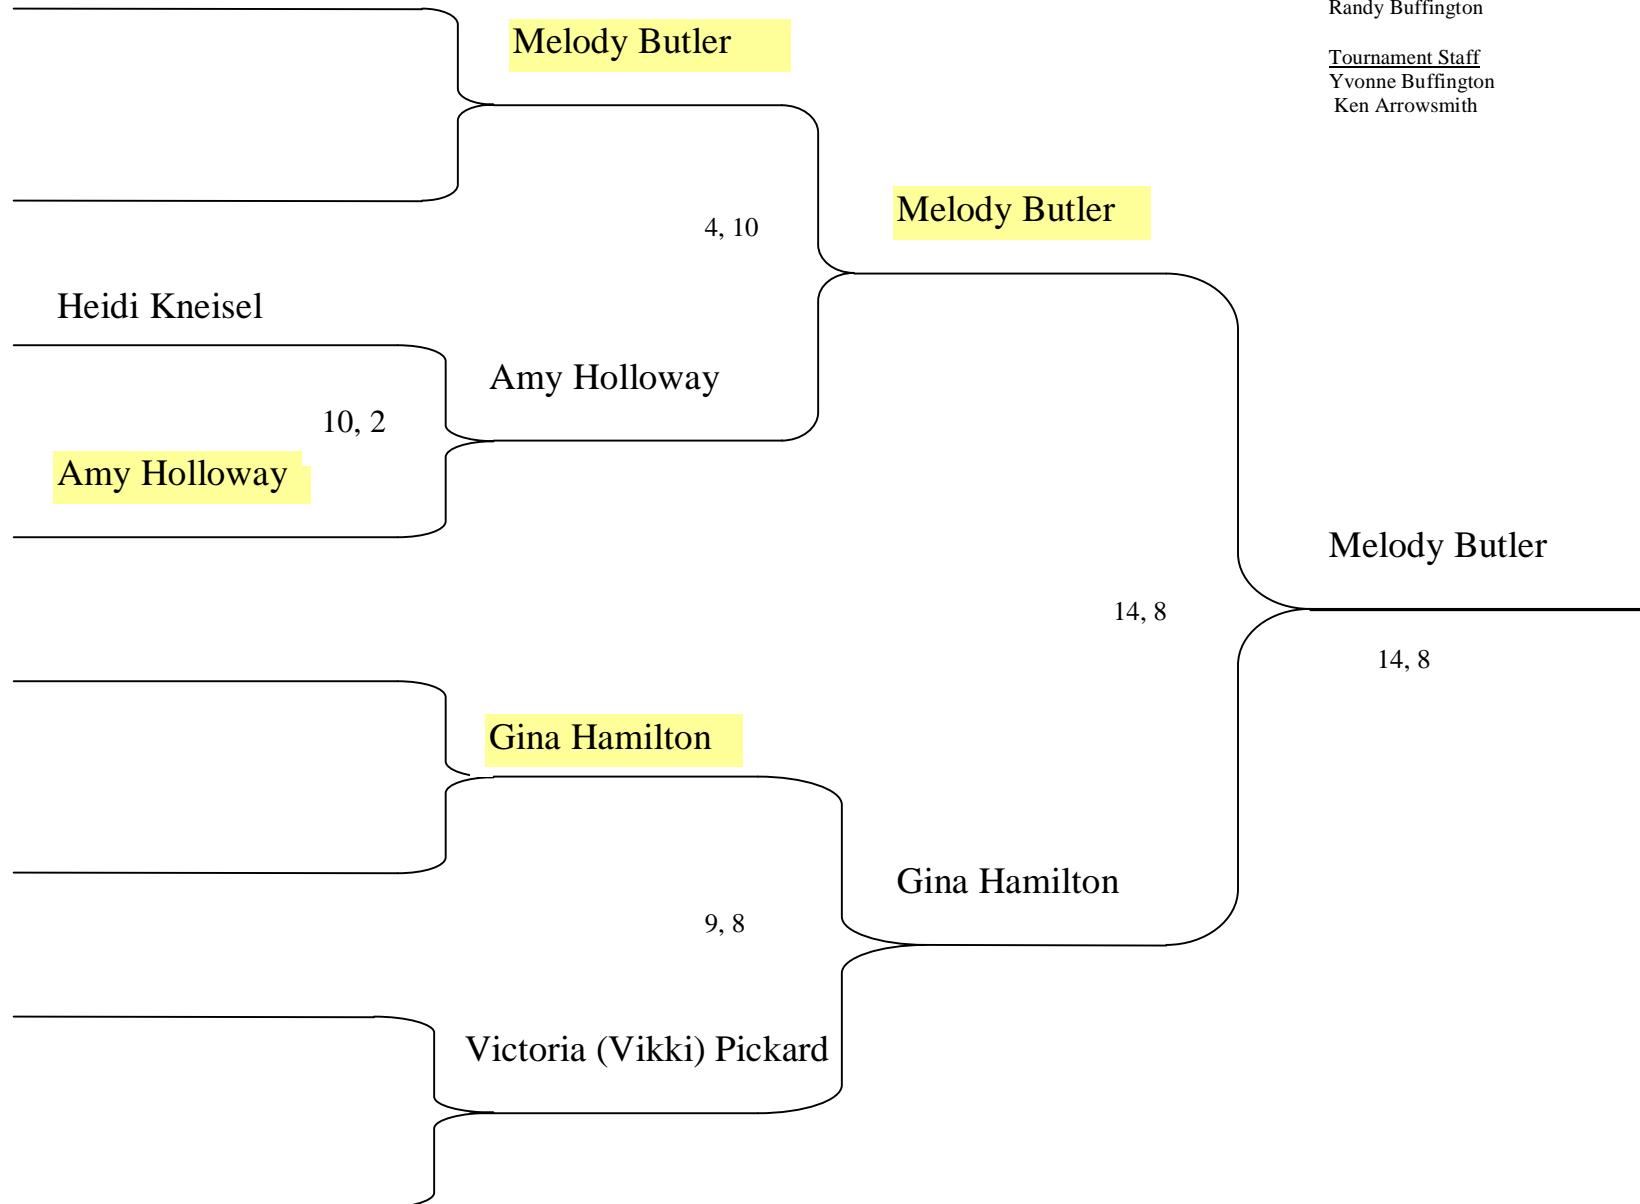 Randy Buffington
Tournament Staff
Yvonne Buffington
Ken Arrowsmith
Melody Butler
4, 10
Melody Butler
Heidi Kneisel
Amy Holloway
10, 2
Amy Holloway
Melody Butler
14, 8
14, 8
Gina Hamilton
Gina Hamilton
9, 8
Victoria (Vikki) Pickard